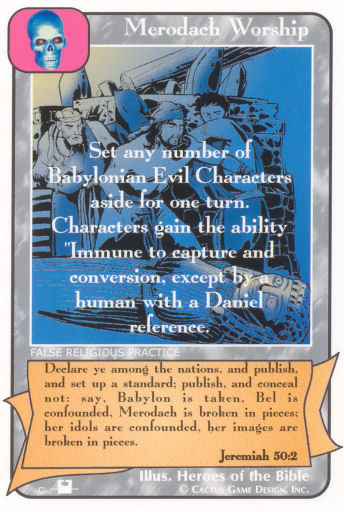 Merodach Worship
Set any number of
Babylonian Evil Characters
aside for one turn.
Characters gain the ability
"Immune to capture and
conversion, except by a
human with a Daniel
reference.
FALSE RELIGIOUS PRACTICE
Declare ye among the nations, and publish,
and set up a standard; publish, and conceal
not: say, Babylon is taken, Bel is
confounded, Merodach is broken in pieces;
her idols are confounded, her images are
broken in pieces.
Jeremiah 50:2
Illus. Heroes of the Bible
C
© CACTUS GAME DESIGN, INC.